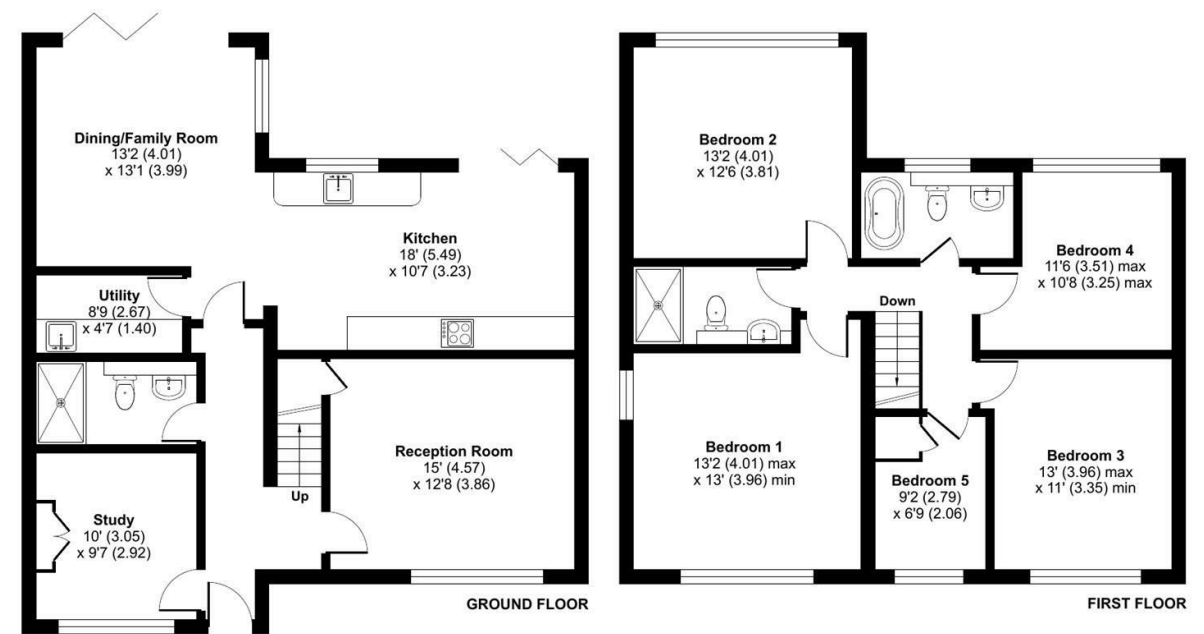 Dining/Family Room
13'2 (4.01)
x 13'1 (3.99)
Kitchen
18' (5.49)
x 10'7 (3.23)
Utility
8'9 (2.67)
x 4'7 (1.40)
Reception Room
15' (4.57)
x 12'8 (3.86)
Up
Study
10' (3.05)
x 9'7 (2.92)
GROUND FLOOR
Bedroom 2
13'2 (4.01)
x 12'6 (3.81)
Bedroom 4
11'6 (3.51) max
x 10'8 (3.25) max
Down
Bedroom 1
13'2 (4.01) max
x 13' (3.96) min
Bedroom 5
9'2 (2.79)
x 6'9 (2.06)
Bedroom 3
13' (3.96) max
x 11' (3.35) min
FIRST FLOOR